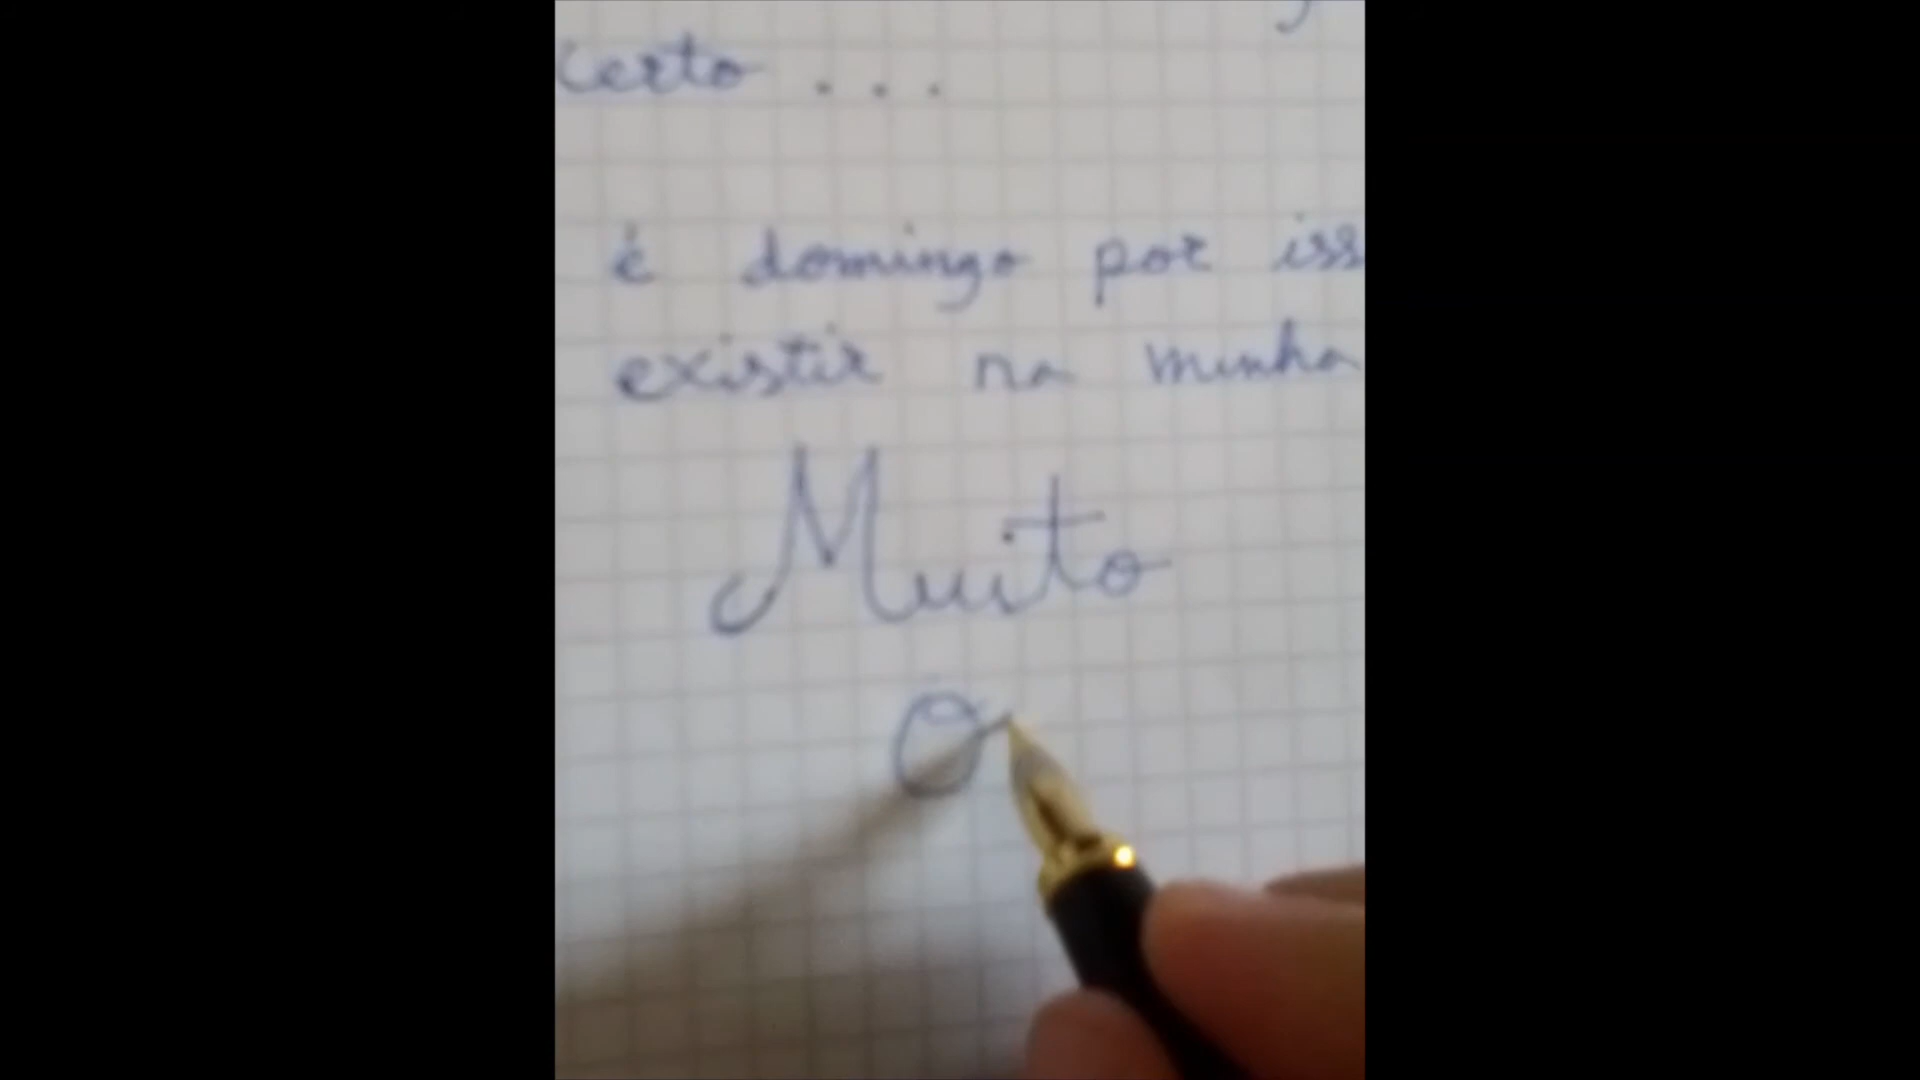 certo ...
é domingo por iss
existir na minha
Muito
O